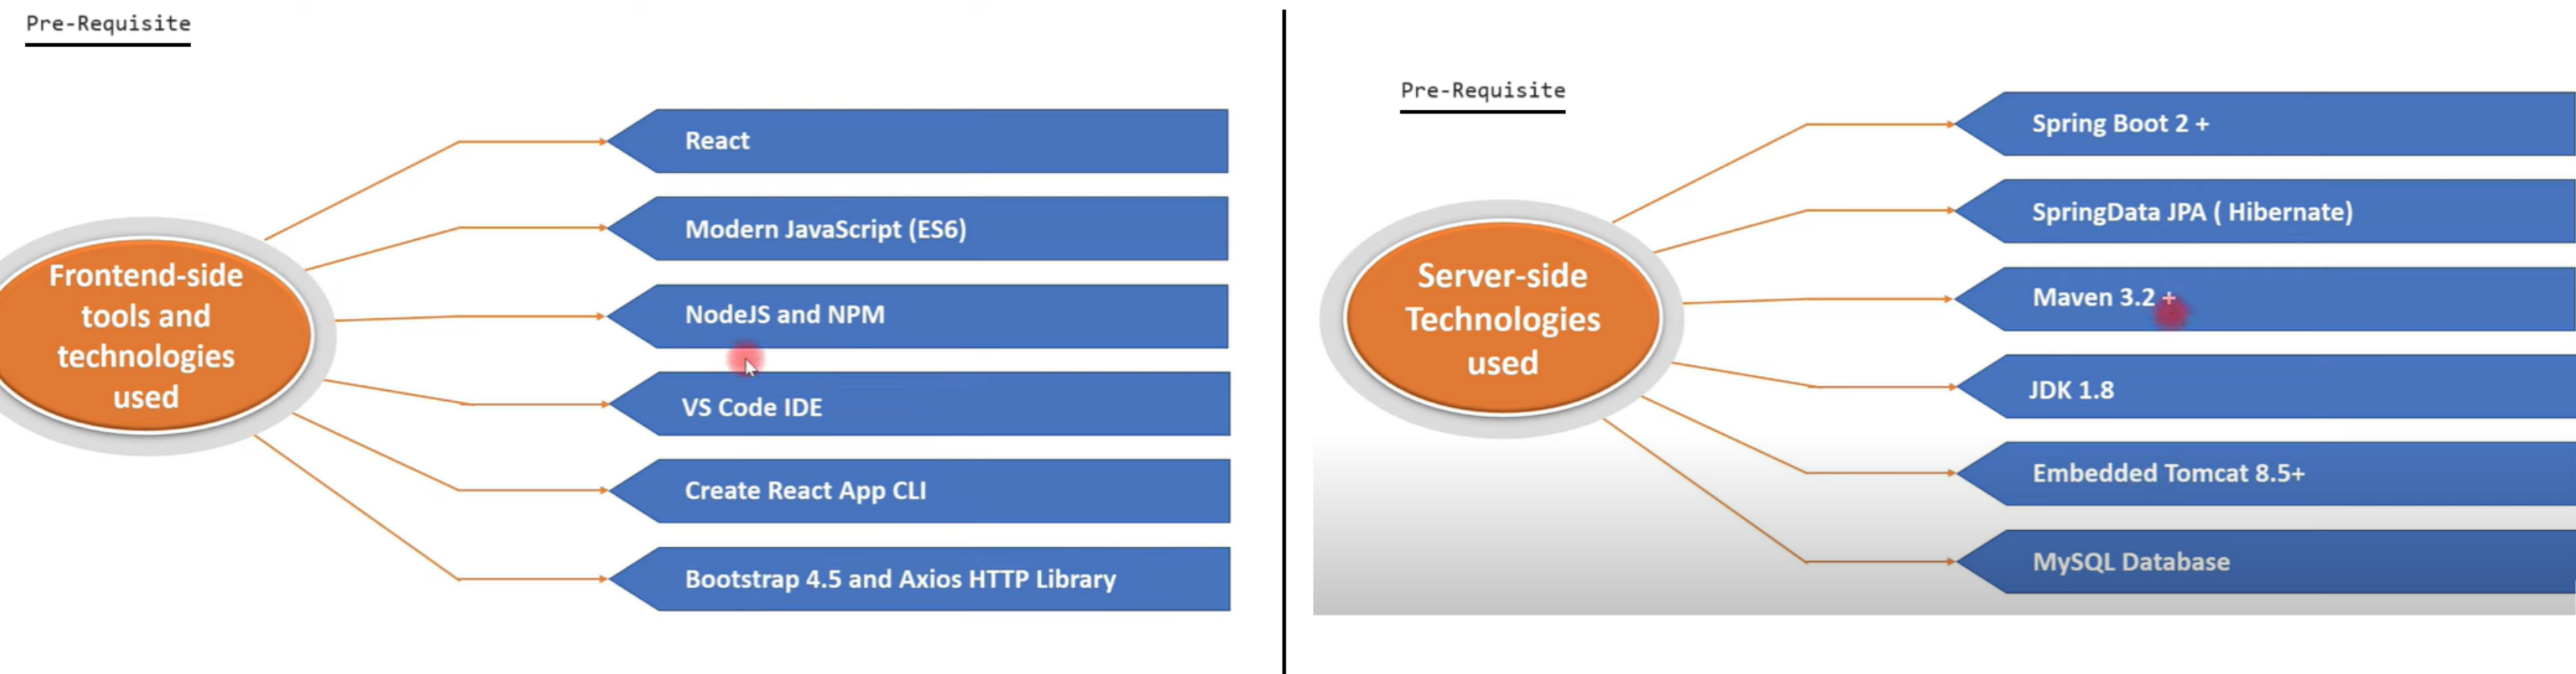 Pre-Requisite
Frontend-side
tools and
technologies
used
React
Modern JavaScript (ES6)
NodeJS and NPM
VS Code IDE
Create React App CLI
Bootstrap 4.5 and Axios HTTP Library
Pre-Requisite
Server-side
Technologies
used
Spring Boot 2 +
SpringData JPA ( Hibernate)
Maven 3.2 +
JDK 1.8
Embedded Tomcat 8.5+
MySQL Database